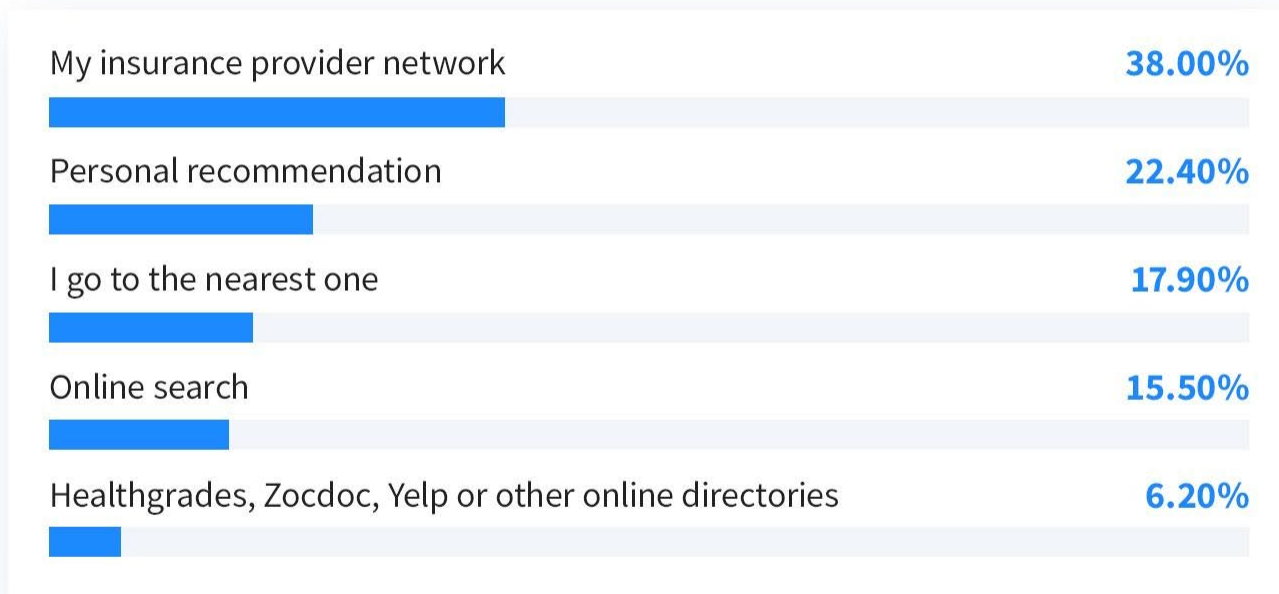 My insurance provider network 38.00%
Personal recommendation 22.40%
I go to the nearest one 17.90%
Online search 15.50%
Healthgrades, Zocdoc, Yelp or other online directories 6.20%